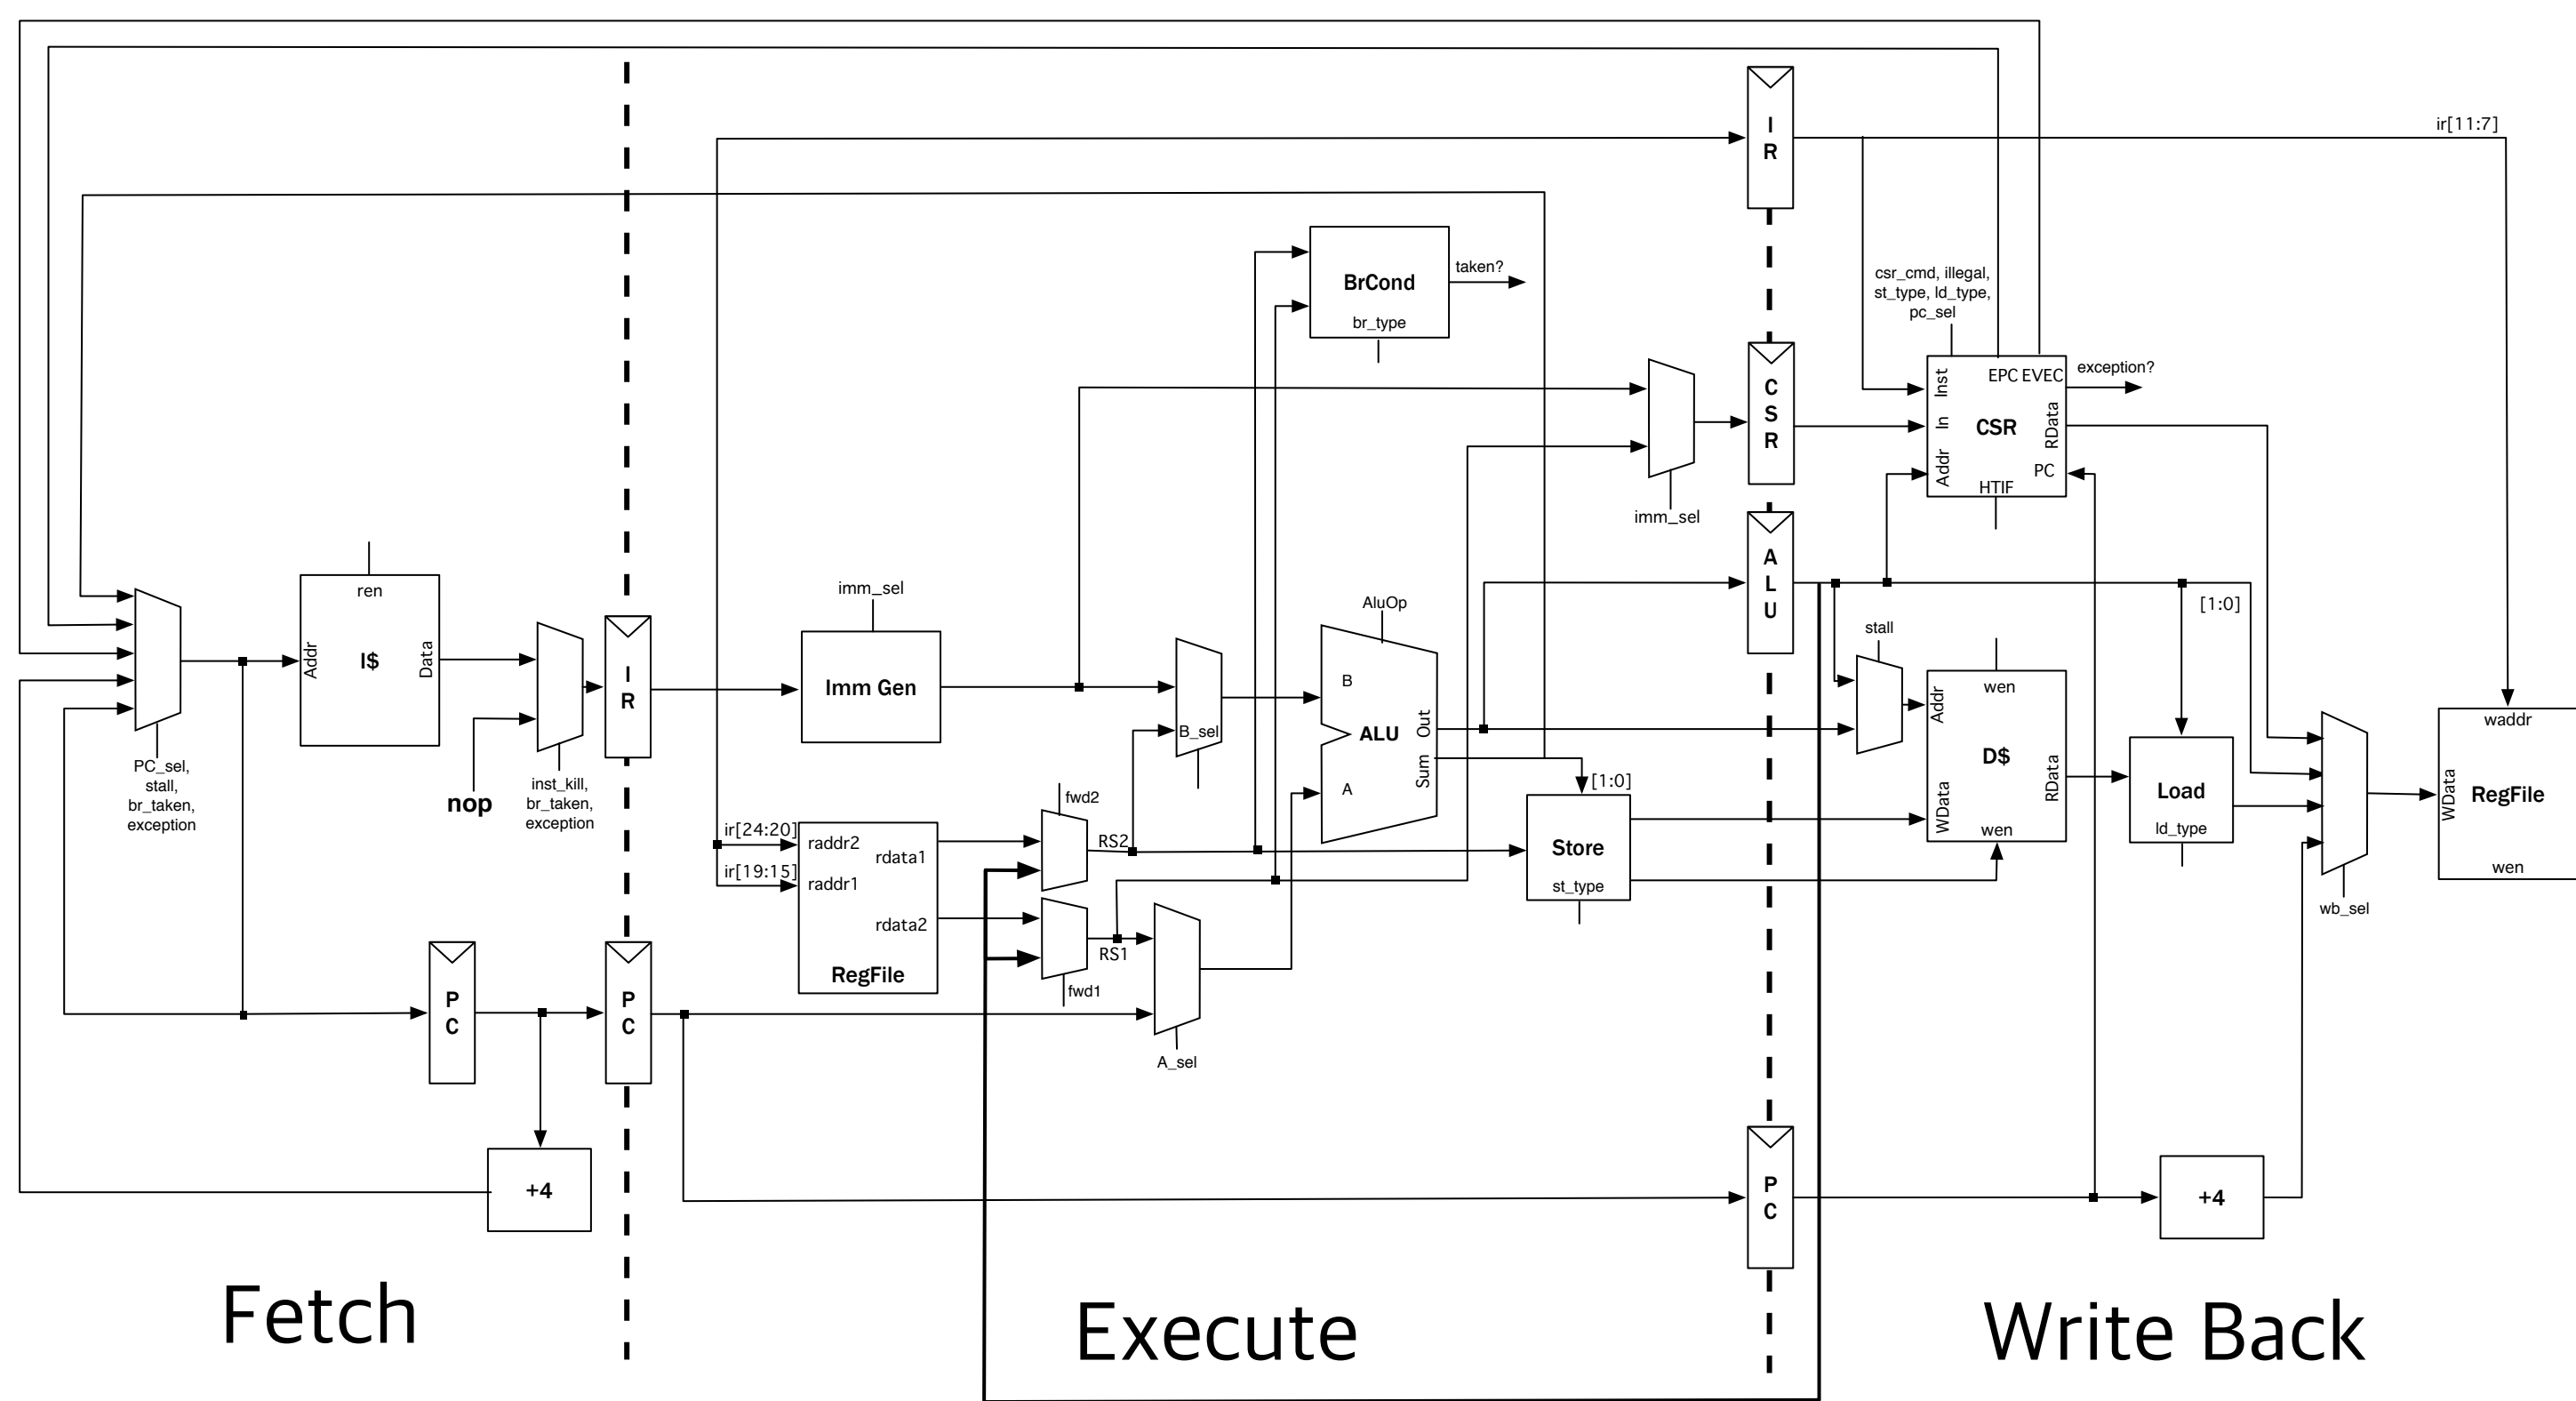 ir[11:7]
I
R
csr_cmd, illegal,
st_type, ld_type,
pc_sel
BrCond
taken?
br_type
EPC EVEC
exception?
Inst
In
Addr
CSR
RData
PC
HTIF
C
S
R
imm_sel
A
L
U
ren
Addr
I$
Data
imm_sel
Imm Gen
AluOp
B
ALU
A
Out
Sum
B_sel
[1:0]
stall
wen
Addr
D$
WData
RData
wen
[1:0]
Load
ld_type
waddr
WData
RegFile
wen
wb_sel
I
R
PC_sel,
stall,
br_taken,
exception
nop
inst_kill,
br_taken,
exception
ir[24:20]
ir[19:15]
raddr2
raddr1
rdata1
rdata2
RegFile
fwd2
RS2
RS1
fwd1
A_sel
Store
st_type
P
C
P
C
+4
P
C
+4
Fetch
Execute
Write Back